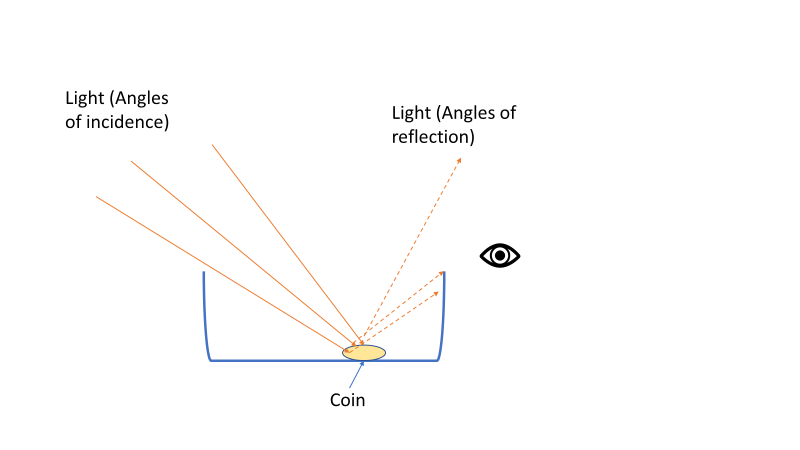 Light (Angles
of incidence)
Light (Angles of
reflection)
Coin